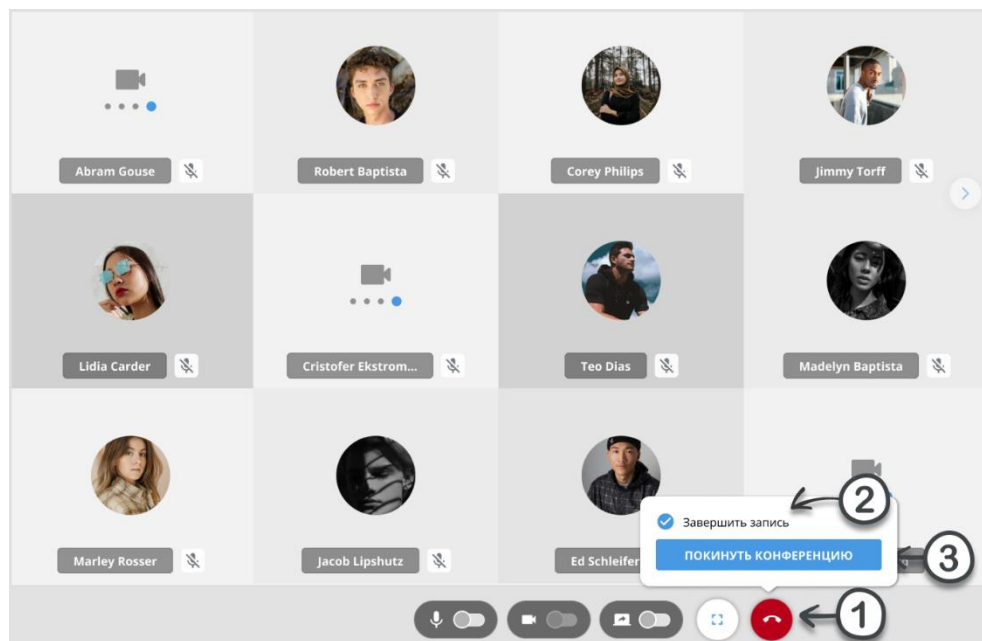 Abram Gouse
Robert Baptista
Corey Philips
Jimmy Torff
Lidia Carder
Cristofer Ekstrom...
Teo Dias
Madelyn Baptista
Marley Rosser
Jacob Lipshutz
Ed Schleifer
Завершить запись
2
ПОКИНУТЬ КОНФЕРЕНЦИЮ
3
1